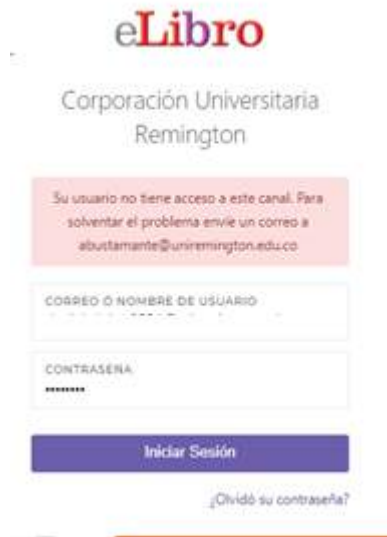 eLibro
Corporación Universitaria
Remington
Su usuario no tiene acceso a este canal. Para
solventar el problema envíe un correo a
abustamante@uniremington.edu.co
CORREO O NOMBRE DE USUARIO
CONTRASEÑA
••••••••
Iniciar Sesión
¿Olvidó su contraseña?